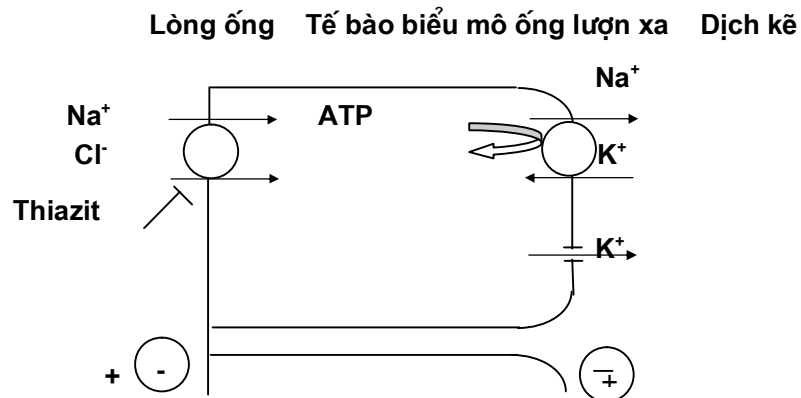 Lòng ống Tế bào biểu mô ống lượn xa Dịch kẽ
Na⁺
Na⁺ ATP
Cl⁻ K⁺
Thiazit
K⁺
+ - -+